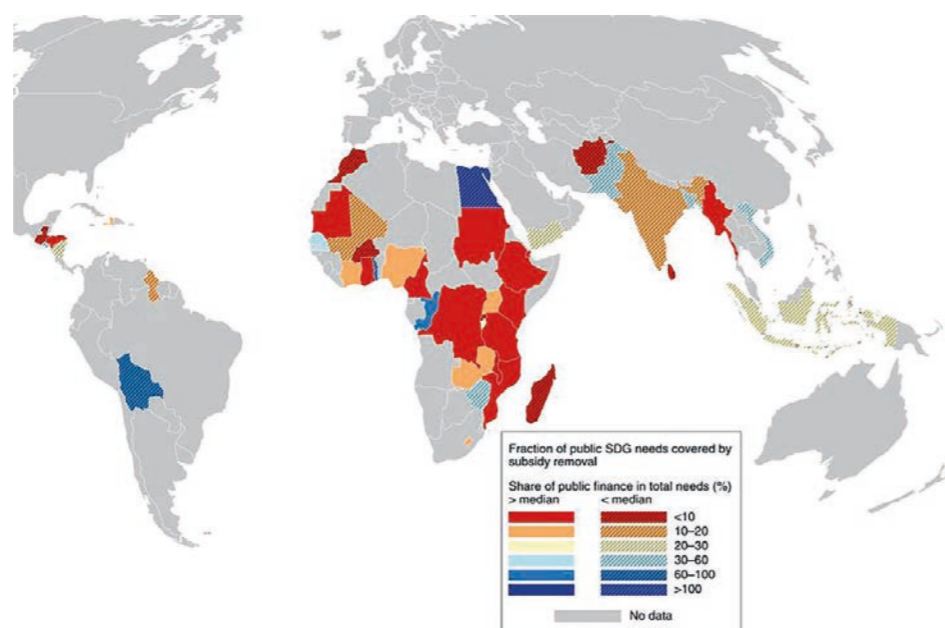 Fraction of public SDG needs covered by
subsidy removal
Share of public finance in total needs (%)
> median < median
<10
10–20
20–30
30–60
60–100
>100
No data